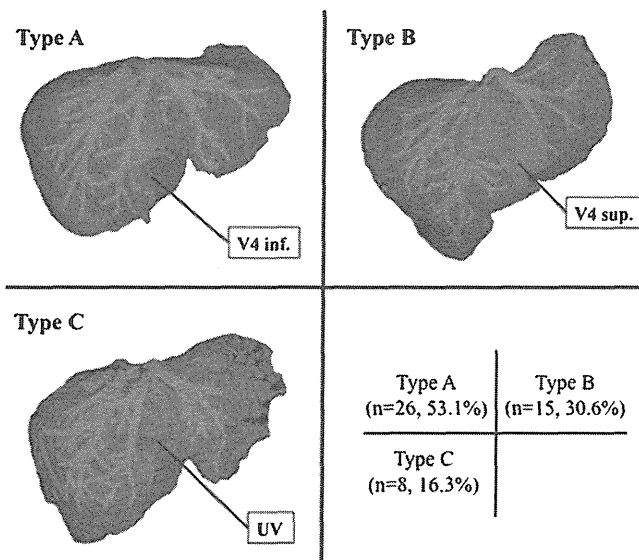 Type A
V4 inf.
Type B
V4 sup.
Type C
UV
Type A
(n=26, 53.1%)
Type B
(n=15, 30.6%)
Type C
(n=8, 16.3%)